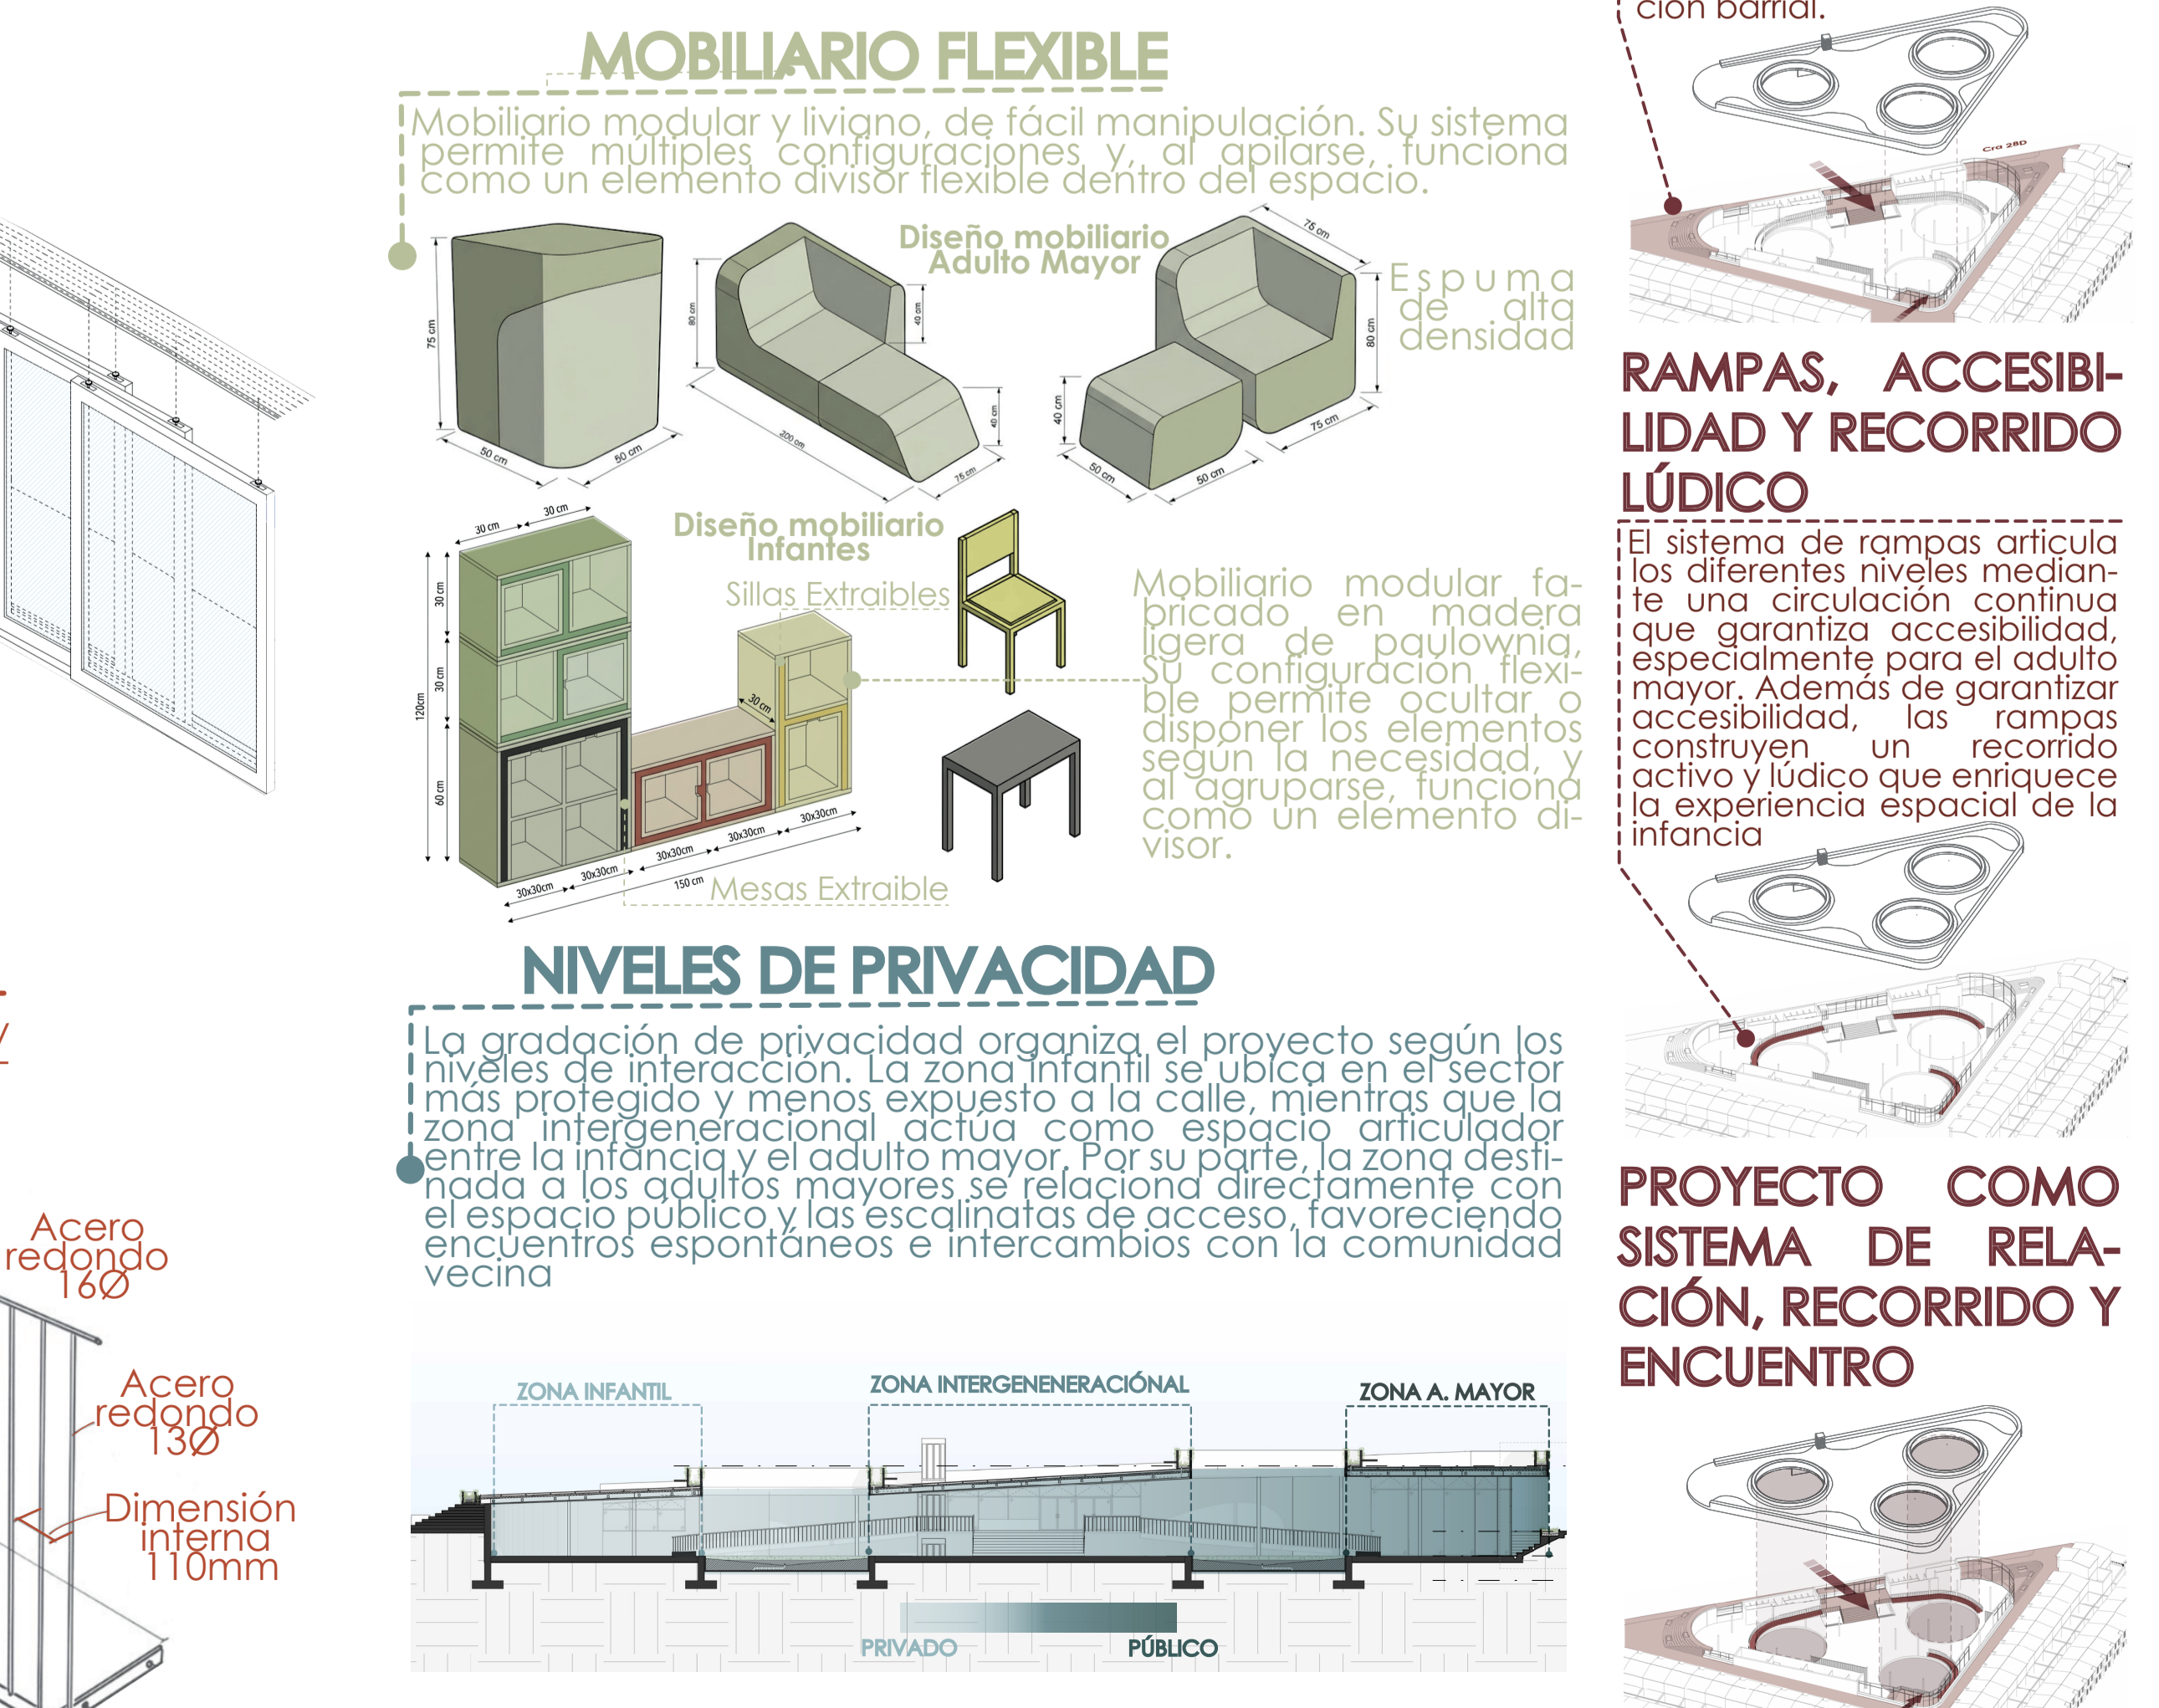 MOBILIARIO FLEXIBLE
Mobiliario modular y liviano, de fácil manipulación. Su sistema
permite múltiples configuraciones y, al apilarse, funciona
como un elemento divisor flexible dentro del espacio.
Diseño mobiliario
Adulto Mayor
Espuma
de alta
densidad
75 cm
50 cm
50 cm
80 cm
40 cm
200 cm
40 cm
75 cm
75 cm
80 cm
40 cm
50 cm
50 cm
75 cm
Diseño mobiliario
Infantes
Sillas Extraibles
30 cm
30 cm
30 cm
30 cm
60 cm
120cm
30 cm
30x30cm
30x30cm
30x30cm
30x30cm
30x30cm
150 cm
Mesas Extraible
Mobiliario modular fa-
bricado en madera
ligera de paulownia,
Su configuración flexi-
ble permite ocultar o
disponer los elementos
según la necesidad, y
al agruparse, funciona
como un elemento di-
visor.
NIVELES DE PRIVACIDAD
La gradación de privacidad organiza el proyecto según los
niveles de interacción. La zona infantil se ubica en el sector
más protegido y menos expuesto a la calle, mientras que la
zona intergeneracional actúa como espacio articulador
entre la infancia y el adulto mayor. Por su parte, la zona desti-
nada a los adultos mayores se relaciona directamente con
el espacio público y las escalinatas de acceso, favoreciendo
encuentros espontáneos e intercambios con la comunidad
vecina
ZONA INFANTIL
ZONA INTERGENENERACIÓNAL
ZONA A. MAYOR
PRIVADO
PÚBLICO
y
Acero
redondo
16Ø
Acero
redondo
13Ø
Dimensión
interna
110mm
ción barrial.
Cra 28D
RAMPAS, ACCESIBI-
LIDAD Y RECORRIDO
LÚDICO
El sistema de rampas articula
los diferentes niveles median-
te una circulación continua
que garantiza accesibilidad,
especialmente para el adulto
mayor. Además de garantizar
accesibilidad, las rampas
construyen un recorrido
activo y lúdico que enriquece
la experiencia espacial de la
infancia
PROYECTO COMO
SISTEMA DE RELA-
CIÓN, RECORRIDO Y
ENCUENTRO